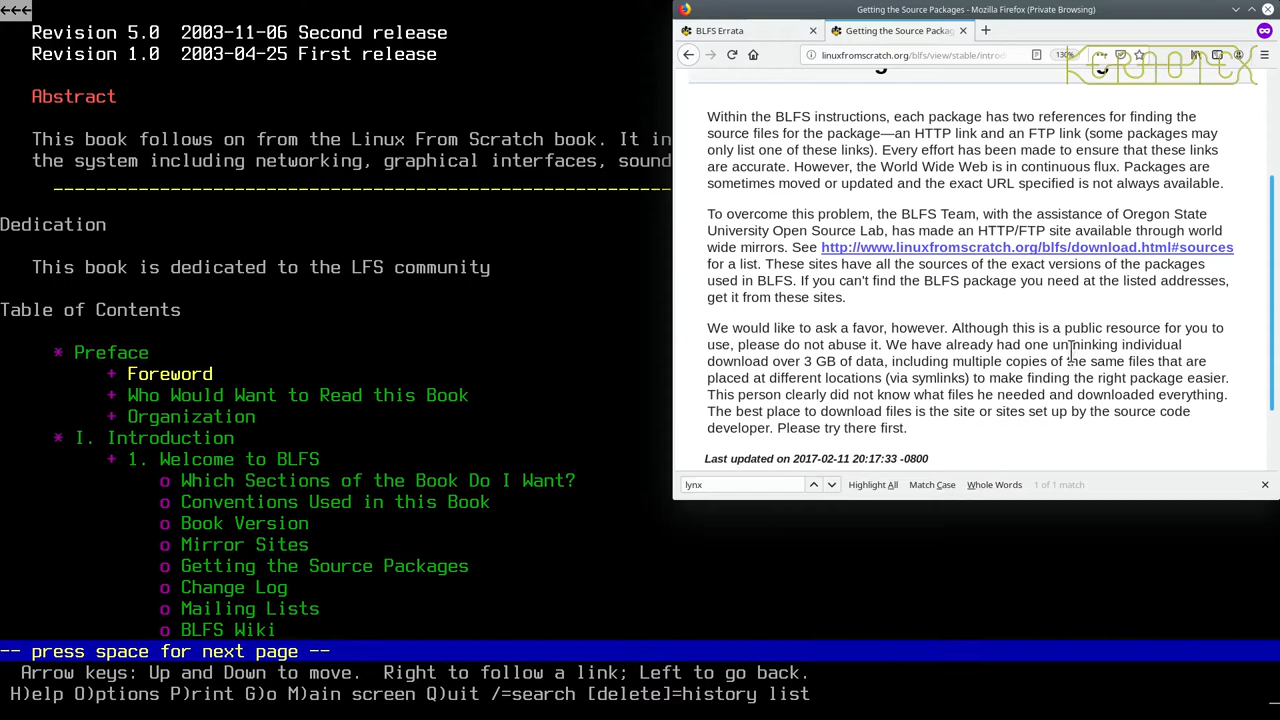 ←←←
Revision 5.0  2003-11-06 Second release
Revision 1.0  2003-04-25 First release
Abstract
This book follows on from the Linux From Scratch book. It in
the system including networking, graphical interfaces, sound
Dedication
This book is dedicated to the LFS community
Table of Contents
* Preface
+ Foreword
+ Who Would Want to Read this Book
+ Organization
* I. Introduction
+ 1. Welcome to BLFS
o Which Sections of the Book Do I Want?
o Conventions Used in this Book
o Book Version
o Mirror Sites
o Getting the Source Packages
o Change Log
o Mailing Lists
o BLFS Wiki
-- press space for next page --
Arrow keys: Up and Down to move.  Right to follow a link; Left to go back.
H)elp O)ptions P)rint G)o M)ain screen Q)uit /=search [delete]=history list
Getting the Source Packages - Mozilla Firefox (Private Browsing)
BLFS Errata
Getting the Source Packag
linuxfromscratch.org/blfs/view/stable/introd
130%
Within the BLFS instructions, each package has two references for finding the
source files for the package—an HTTP link and an FTP link (some packages may
only list one of these links). Every effort has been made to ensure that these links
are accurate. However, the World Wide Web is in continuous flux. Packages are
sometimes moved or updated and the exact URL specified is not always available.
To overcome this problem, the BLFS Team, with the assistance of Oregon State
University Open Source Lab, has made an HTTP/FTP site available through world
wide mirrors. See http://www.linuxfromscratch.org/blfs/download.html#sources
for a list. These sites have all the sources of the exact versions of the packages
used in BLFS. If you can't find the BLFS package you need at the listed addresses,
get it from these sites.
We would like to ask a favor, however. Although this is a public resource for you to
use, please do not abuse it. We have already had one unthinking individual
download over 3 GB of data, including multiple copies of the same files that are
placed at different locations (via symlinks) to make finding the right package easier.
This person clearly did not know what files he needed and downloaded everything.
The best place to download files is the site or sites set up by the source code
developer. Please try there first.
Last updated on 2017-02-11 20:17:33 -0800
lynx
Highlight All
Match Case
Whole Words
1 of 1 match